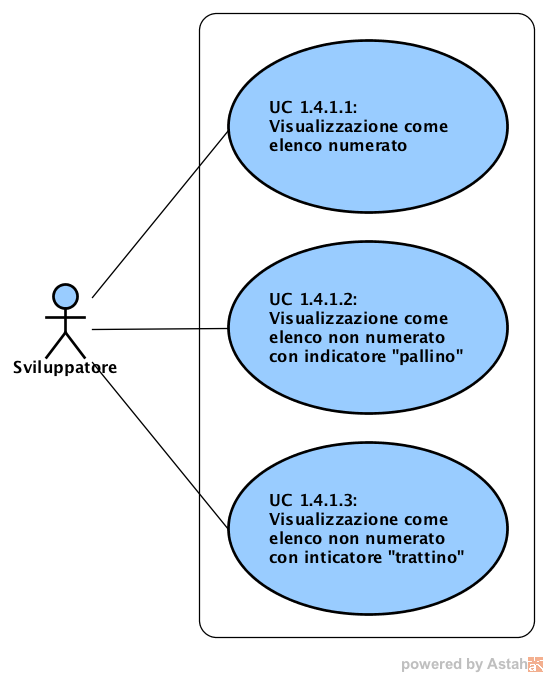 UC 1.4.1.1:
Visualizzazione come
elenco numerato
UC 1.4.1.2:
Visualizzazione come
elenco non numerato
con indicatore "pallino"
Sviluppatore
UC 1.4.1.3:
Visualizzazione come
elenco non numerato
con inticatore "trattino"
powered by Astah